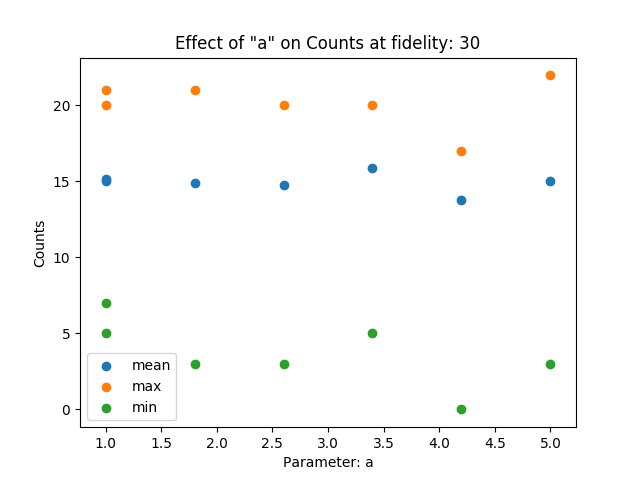 Effect of "a" on Counts at fidelity: 30
Counts
20
15
10
5
0
mean
max
min
1.0 1.5 2.0 2.5 3.0 3.5 4.0 4.5 5.0
Parameter: a